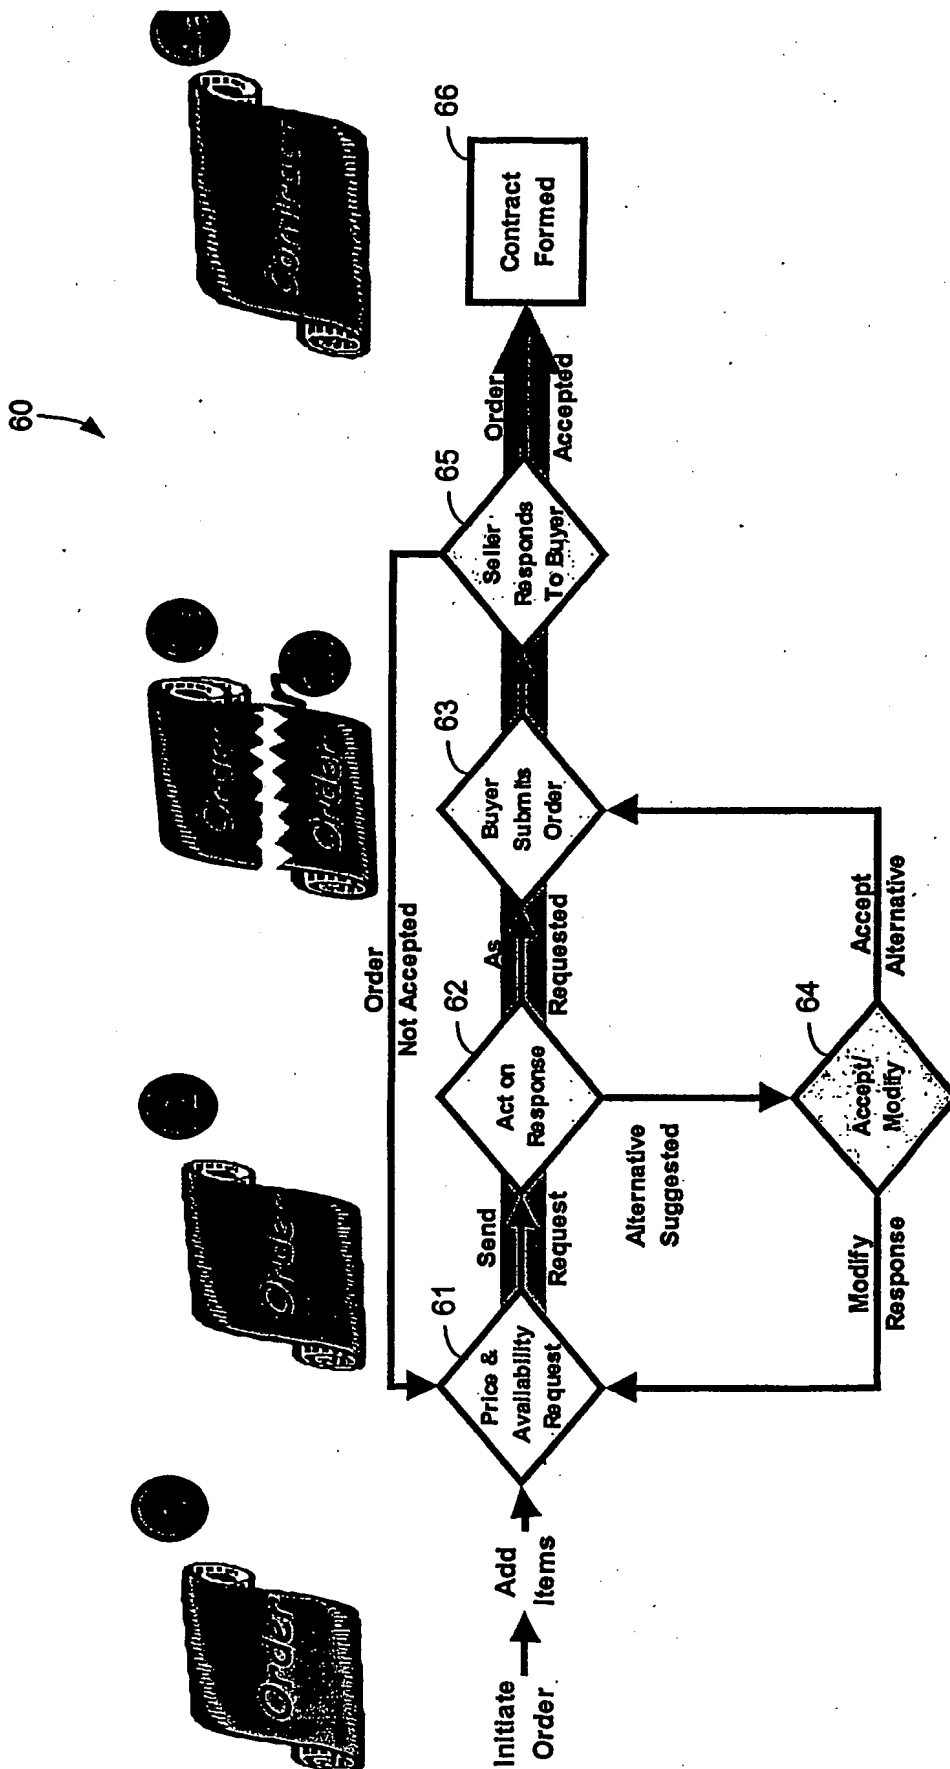 60
Order
Order
Order
Order
Contract
Order
Not Accepted
Initiate
Order
Add
Items
61
Price &
Availability
Request
Send
Request
62
Act on
Response
As
Requested
63
Buyer
Submits
Order
65
Seller
Responds
To Buyer
Order
Accepted
66
Contract
Formed
Alternative
Suggested
64
Accept/
Modify
Modify
Response
Accept
Alternative